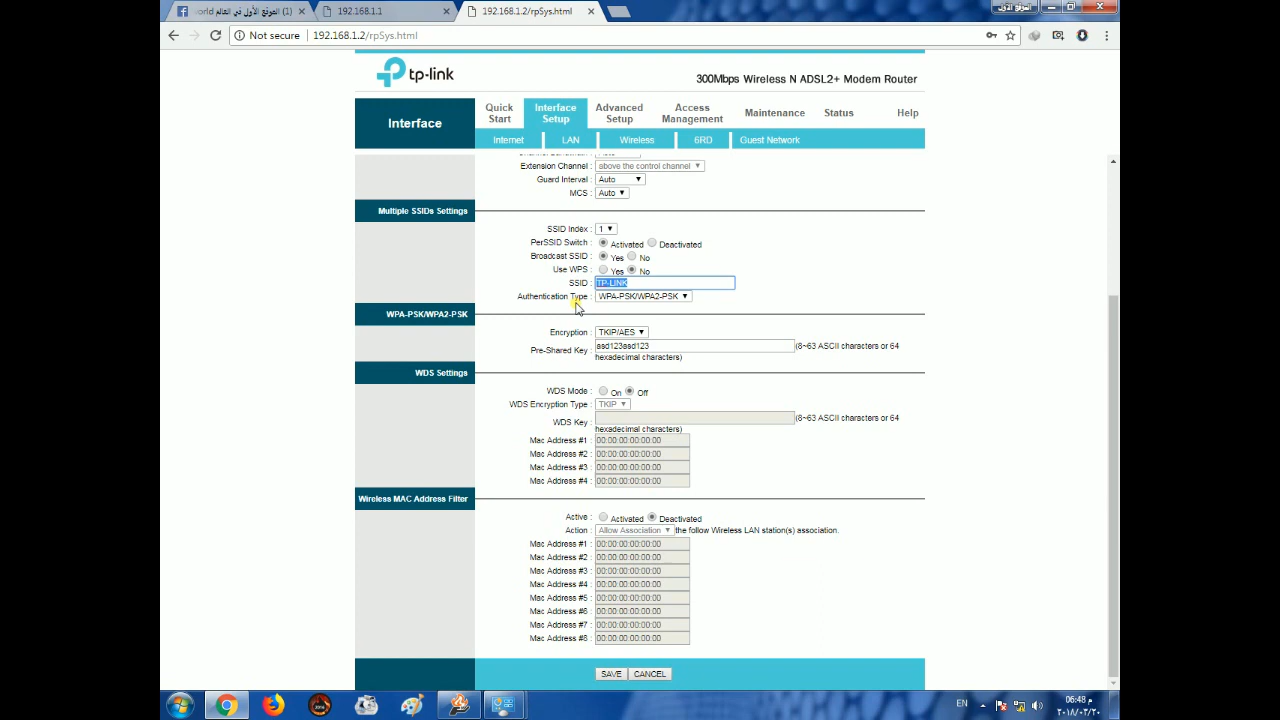 (1) الموقع الأول في العالم world
192.168.1.1
192.168.1.2/rpSys.html
الموقع الأول
Not secure
192.168.1.2/rpSys.html
tp-link
300Mbps Wireless N ADSL2+ Modem Router
Interface
Quick Start
Interface Setup
Advanced Setup
Access Management
Maintenance
Status
Help
Internet
LAN
Wireless
6RD
Guest Network
Extension Channel : above the control channel
Guard Interval : Auto
MCS : Auto
Multiple SSIDs Settings
SSID Index : 1
PerSSID Switch : Activated Deactivated
Broadcast SSID : Yes No
Use WPS : Yes No
SSID : TP-LINK
Authentication Type : WPA-PSK/WPA2-PSK
WPA-PSK/WPA2-PSK
Encryption : TKIP/AES
Pre-Shared Key : asd123asd123 (8~63 ASCII characters or 64
hexadecimal characters)
WDS Settings
WDS Mode : On Off
WDS Encryption Type : TKIP
WDS Key : (8~63 ASCII characters or 64
hexadecimal characters)
Mac Address #1 : 00:00:00:00:00:00
Mac Address #2 : 00:00:00:00:00:00
Mac Address #3 : 00:00:00:00:00:00
Mac Address #4 : 00:00:00:00:00:00
Wireless MAC Address Filter
Active : Activated Deactivated
Action : Allow Association the follow Wireless LAN station(s) association.
Mac Address #1 : 00:00:00:00:00:00
Mac Address #2 : 00:00:00:00:00:00
Mac Address #3 : 00:00:00:00:00:00
Mac Address #4 : 00:00:00:00:00:00
Mac Address #5 : 00:00:00:00:00:00
Mac Address #6 : 00:00:00:00:00:00
Mac Address #7 : 00:00:00:00:00:00
Mac Address #8 : 00:00:00:00:00:00
SAVE
CANCEL
EN
06:48 م
٢٠١٨/٠٣/٢٠